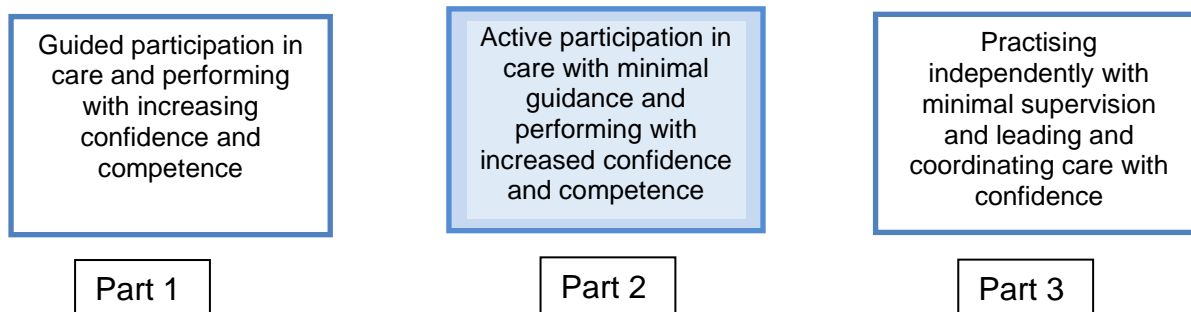 Guided participation in
care and performing
with increasing
confidence and
competence
Part 1
Active participation in
care with minimal
guidance and
performing with
increased confidence
and competence
Part 2
Practising
independently with
minimal supervision
and leading and
coordinating care with
confidence
Part 3